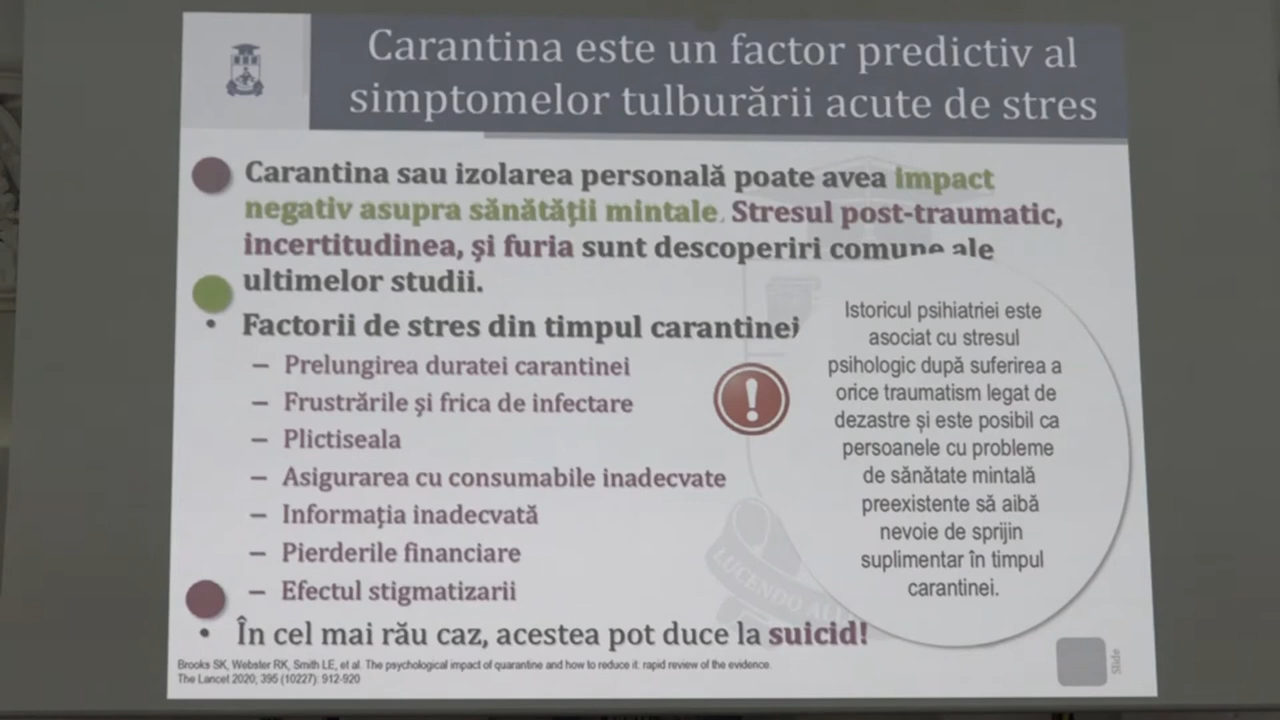 Carantina este un factor predictiv al
simptomelor tulburării acute de stres
Carantina sau izolarea personală poate avea impact
negativ asupra sănătăţii mintale. Stresul post-traumatic,
incertitudinea, şi furia sunt descoperiri comune ale
ultimelor studii.
• Factorii de stres din timpul carantinei
– Prelungirea duratei carantinei
– Frustrările şi frica de infectare
– Plictiseala
– Asigurarea cu consumabile inadecvate
– Informaţia inadecvată
– Pierderile financiare
– Efectul stigmatizarii
• În cel mai rău caz, acestea pot duce la suicid!
Istoricul psihiatriei este
asociat cu stresul
psihologic după suferirea a
orice traumatism legat de
dezastre și este posibil ca
persoanele cu probleme
de sănătate mintală
preexistente să aibă
nevoie de sprijin
suplimentar în timpul
carantinei.
!
LUCENDO
Brooks SK, Webster RK, Smith LE, et al. The psychological impact of quarantine and how to reduce it: rapid review of the evidence.
The Lancet 2020; 395 (10227): 912-920
Slide